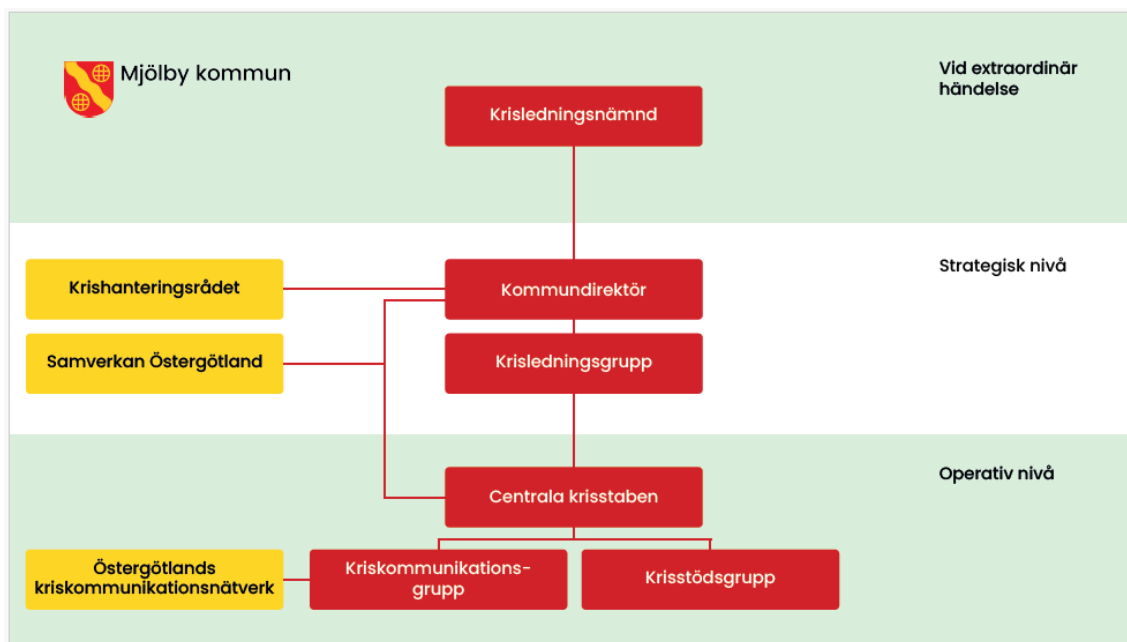 Mjölby kommun
Vid extraordinär
händelse
Krisledningsnämnd
Strategisk nivå
Krishanteringsrådet
Kommundirektör
Samverkan Östergötland
Krisledningsgrupp
Operativ nivå
Centrala krisstaben
Östergötlands
kriskommunikationsnätverk
Kriskommunikations-
grupp
Krisstödsgrupp